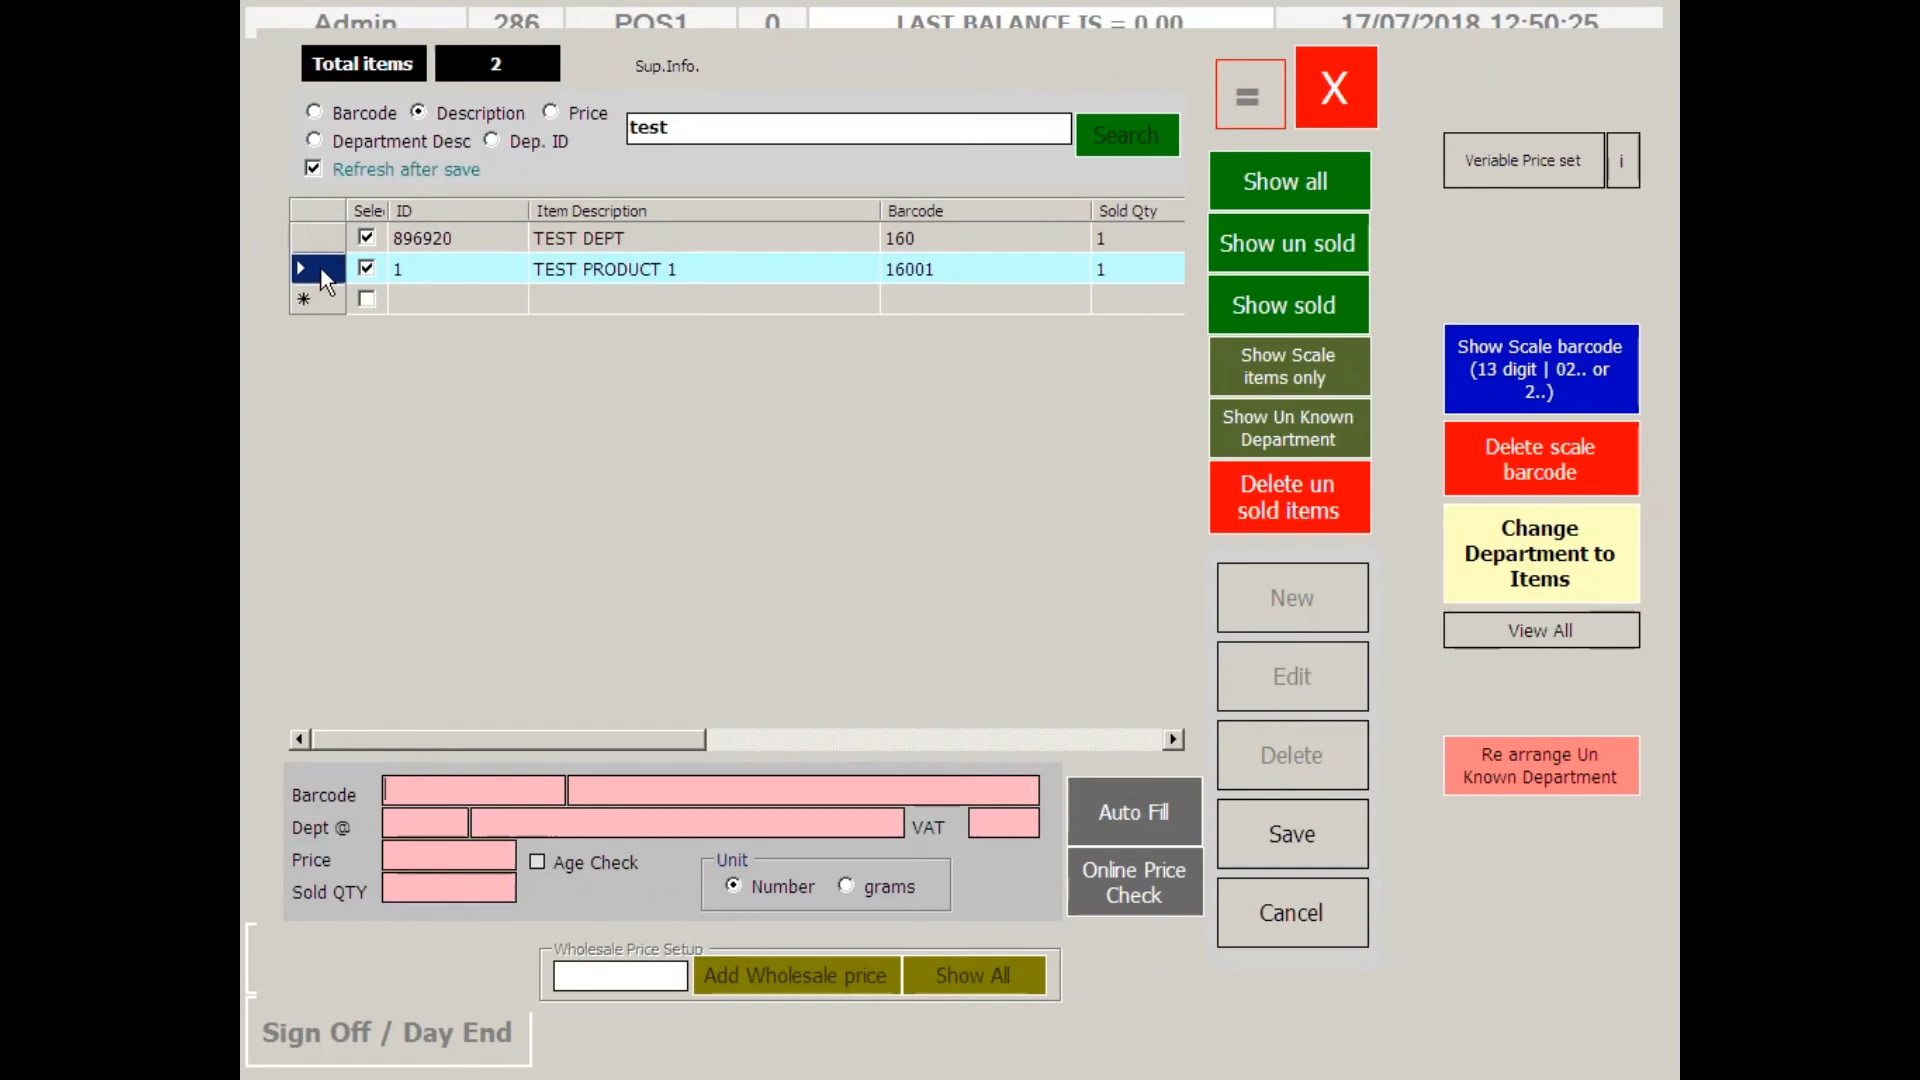 Admin 286 POS1 0 LAST BALANCE IS = 0.00 17/07/2018 12:50:25
Total items 2 Sup.Info.
Barcode Description Price
Department Desc Dep. ID
Refresh after save
test
Search
Sele ID Item Description Barcode Sold Qty
896920 TEST DEPT 160 1
1 TEST PRODUCT 1 16001 1
=
X
Show all
Show un sold
Show sold
Show Scale
items only
Show Un Known
Department
Delete un
sold items
New
Edit
Delete
Save
Cancel
Veriable Price set i
Show Scale barcode
(13 digit | 02.. or
2..)
Delete scale
barcode
Change
Department to
Items
View All
Re arrange Un
Known Department
Barcode
Dept @ VAT
Price Age Check
Sold QTY
Unit
Number grams
Auto Fill
Online Price
Check
Wholesale Price Setup
Add Wholesale price Show All
Sign Off / Day End